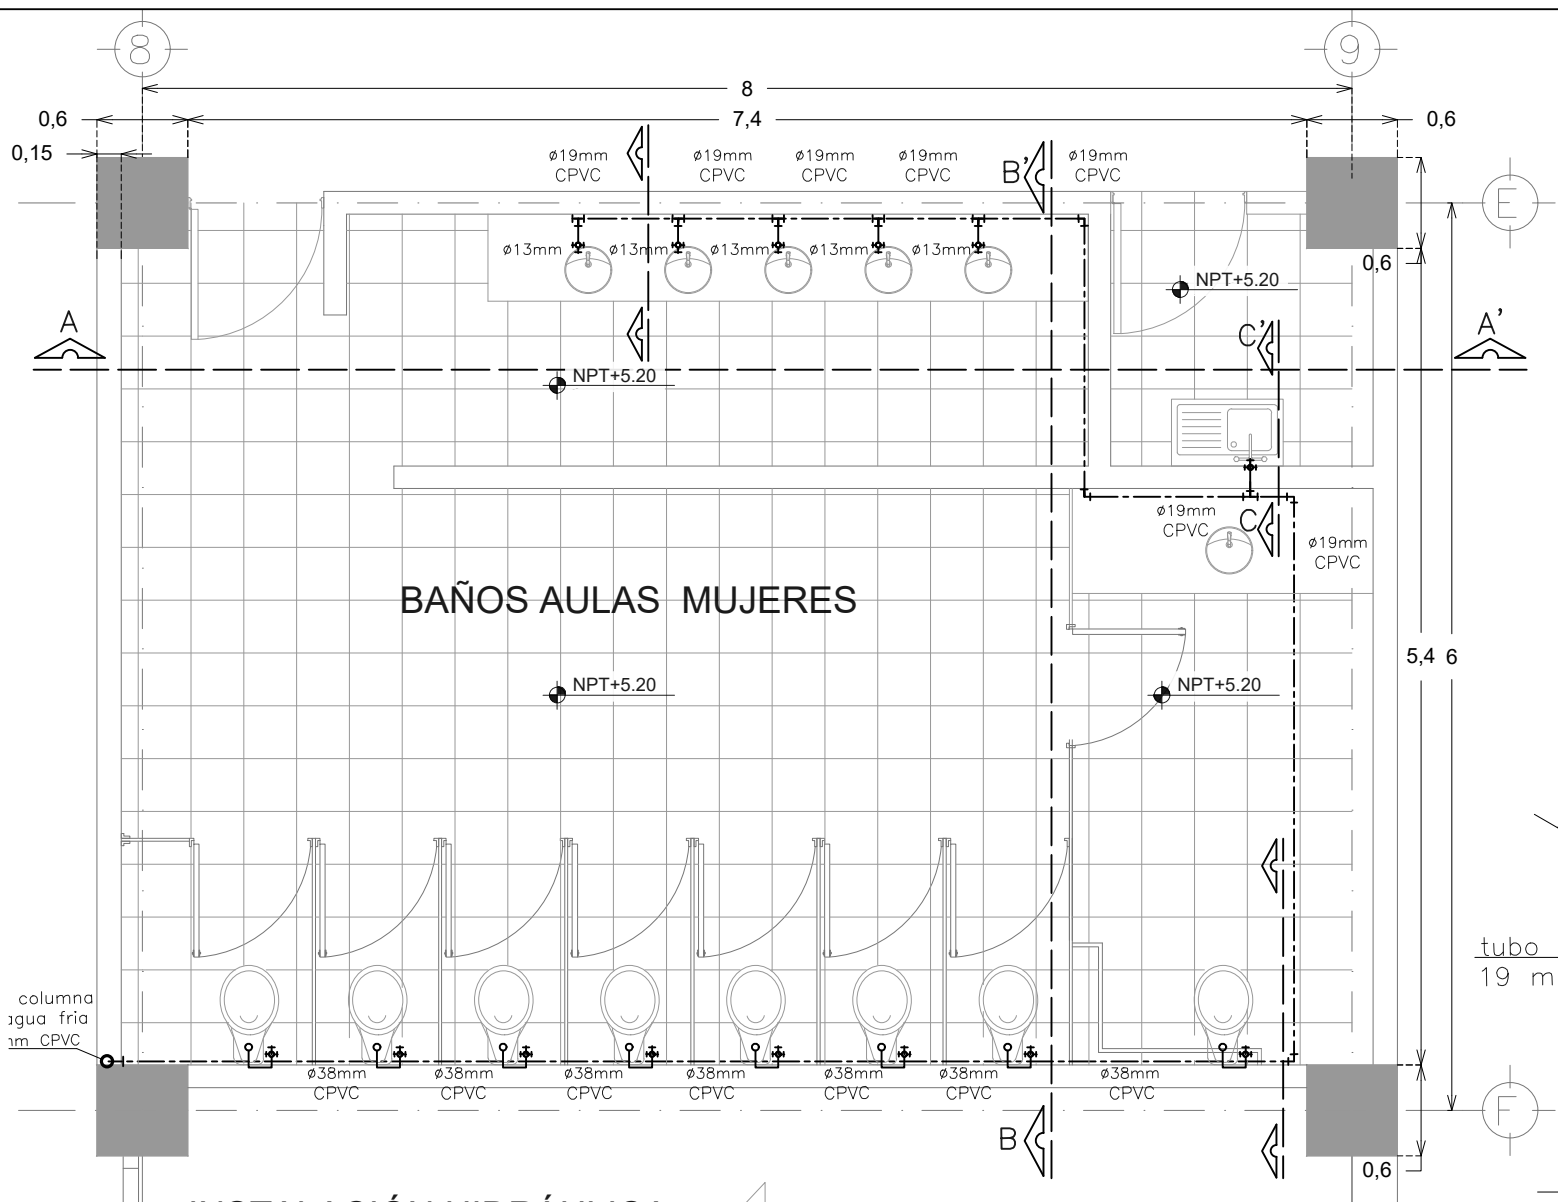 8
9
8
0,6
7,4
0,6
0,15
ø19mm
CPVC
ø19mm
CPVC
ø19mm
CPVC
ø19mm
CPVC
B'
ø19mm
CPVC
E
ø13mm
ø13mm
ø13mm
ø13mm
ø13mm
0,6
NPT+5.20
A
C'
A'
NPT+5.20
ø19mm
CPVC
C
ø19mm
CPVC
BAÑOS AULAS MUJERES
5,4 6
NPT+5.20
NPT+5.20
tubo
19 m
columna
agua fria
CPVC
ø38mm
CPVC
ø38mm
CPVC
ø38mm
CPVC
ø38mm
CPVC
ø38mm
CPVC
ø38mm
CPVC
ø38mm
CPVC
F
B
0,6
INSTALACIÓN HIDRÁULICA